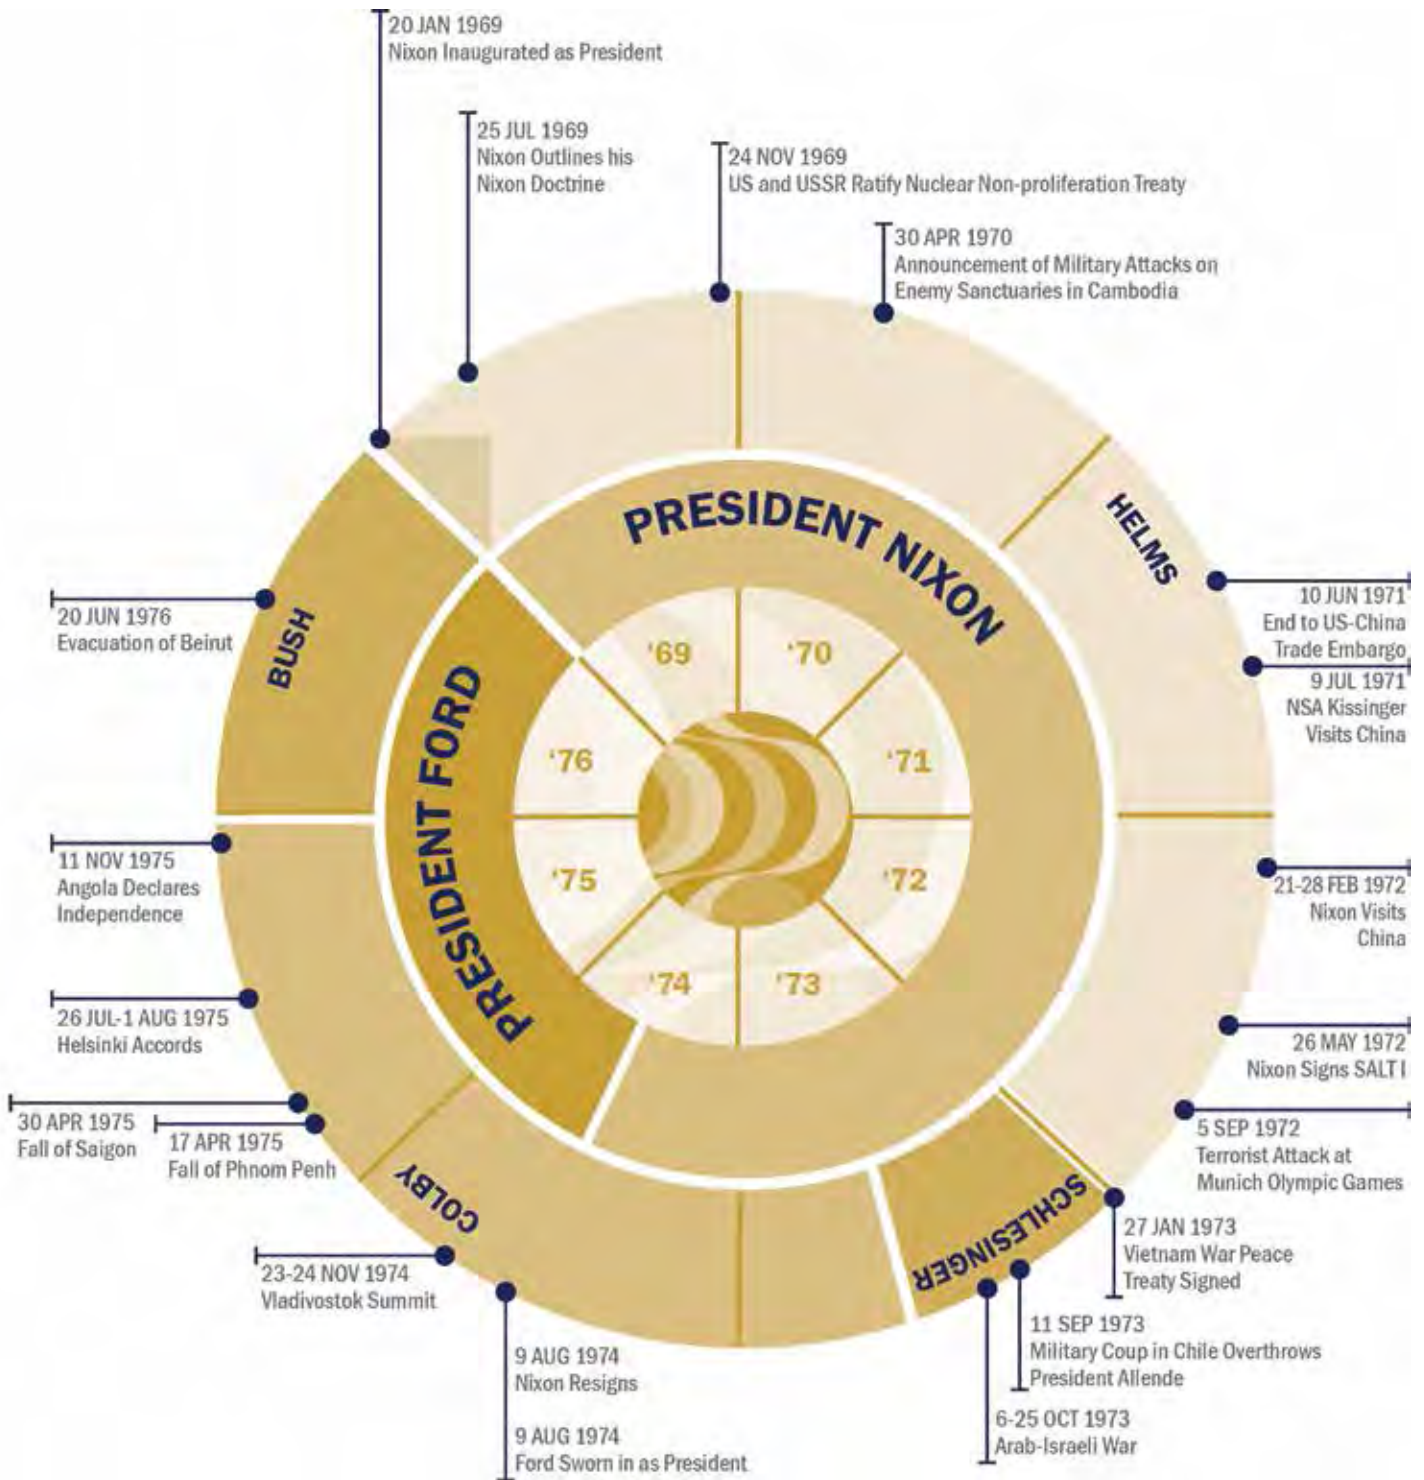 20 JAN 1969
Nixon Inaugurated as President
25 JUL 1969
Nixon Outlines his
Nixon Doctrine
24 NOV 1969
US and USSR Ratify Nuclear Non-proliferation Treaty
30 APR 1970
Announcement of Military Attacks on
Enemy Sanctuaries in Cambodia
HELMS
10 JUN 1971
End to US-China
Trade Embargo
9 JUL 1971
NSA Kissinger
Visits China
21-28 FEB 1972
Nixon Visits
China
26 MAY 1972
Nixon Signs SALT I
5 SEP 1972
Terrorist Attack at
Munich Olympic Games
27 JAN 1973
Vietnam War Peace
Treaty Signed
SCHLESINGER
11 SEP 1973
Military Coup in Chile Overthrows
President Allende
6-25 OCT 1973
Arab-Israeli War
9 AUG 1974
Nixon Resigns
9 AUG 1974
Ford Sworn in as President
23-24 NOV 1974
Vladivostok Summit
COLBY
17 APR 1975
Fall of Phnom Penh
30 APR 1975
Fall of Saigon
26 JUL-1 AUG 1975
Helsinki Accords
11 NOV 1975
Angola Declares
Independence
20 JUN 1976
Evacuation of Beirut
BUSH
PRESIDENT NIXON
PRESIDENT FORD
‘69
‘70
‘71
‘72
‘73
‘74
‘75
‘76